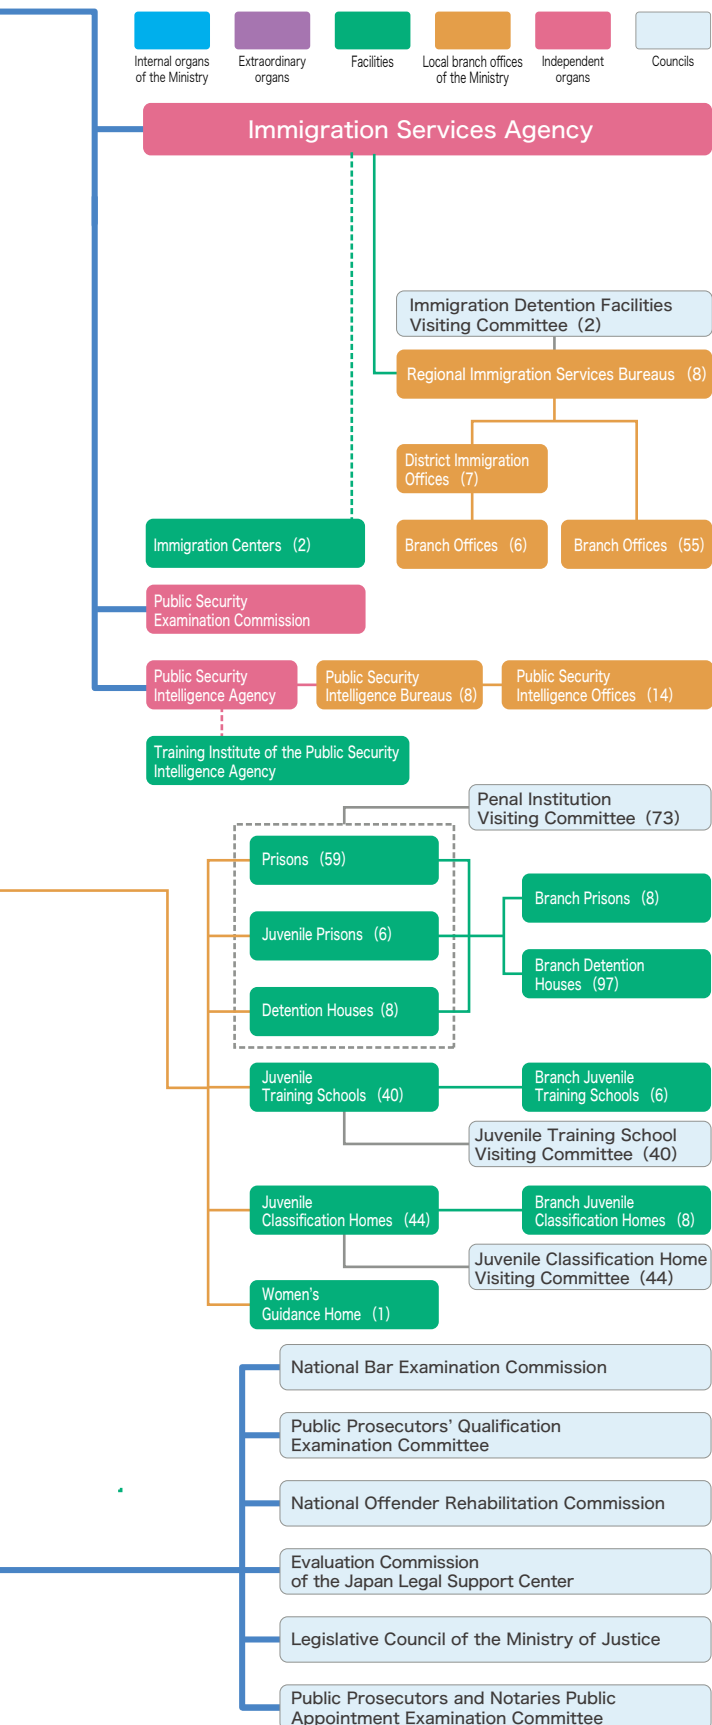 Internal organs
of the Ministry
Extraordinary
organs
Facilities
Local branch offices
of the Ministry
Independent
organs
Councils
Immigration Services Agency
Immigration Detention Facilities
Visiting Committee（2）
Regional Immigration Services Bureaus （8）
District Immigration
Offices （7）
Immigration Centers （2）
Branch Offices （6）
Branch Offices （55）
Public Security
Examination Commission
Public Security
Intelligence Agency
Public Security
Intelligence Bureaus（8）
Public Security
Intelligence Offices （14）
Training Institute of the Public Security
Intelligence Agency
Penal Institution
Visiting Committee（73）
Prisons （59）
Branch Prisons （8）
Juvenile Prisons （6）
Branch Detention
Houses （97）
Detention Houses（8）
Juvenile
Training Schools （40）
Branch Juvenile
Training Schools （6）
Juvenile Training School
Visiting Committee（40）
Juvenile
Classification Homes （44）
Branch Juvenile
Classification Homes （8）
Juvenile Classification Home
Visiting Committee（44）
Women's
Guidance Home （1）
National Bar Examination Commission
Public Prosecutors’ Qualification
Examination Committee
National Offender Rehabilitation Commission
Evaluation Commission
of the Japan Legal Support Center
Legislative Council of the Ministry of Justice
Public Prosecutors and Notaries Public
Appointment Examination Committee